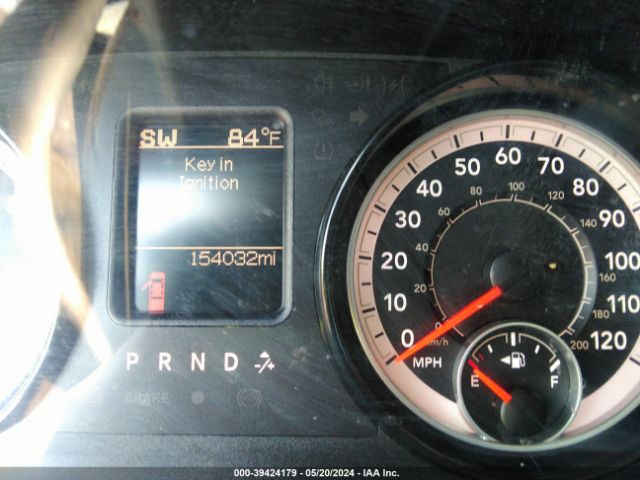 SW 84°F
Key in
Ignition
154032mi
P R N D -/+
BRAKE
0 10 20 30 40 50 60 70 80 90 100 110 120
0 20 40 60 80 100 120 140 160 180 200
km/h
MPH
E F
000-39424179 - 05/20/2024 - IAA Inc.